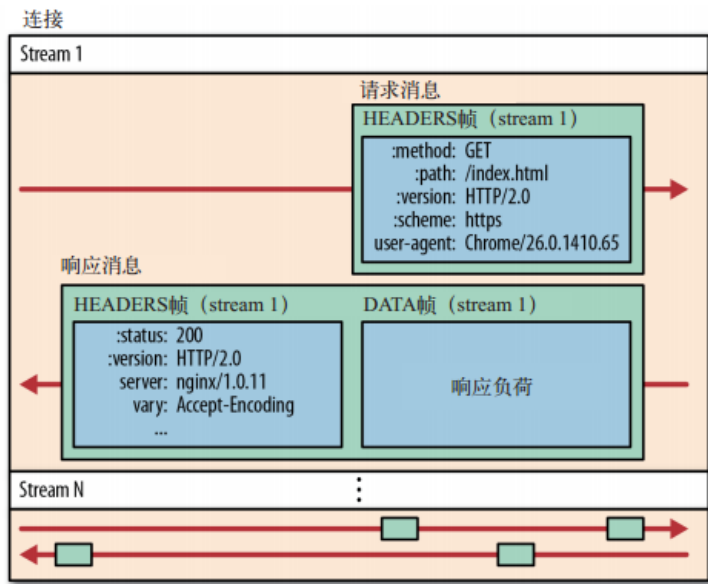 连接
Stream 1
请求消息
HEADERS帧（stream 1）
:method: GET
:path: /index.html
:version: HTTP/2.0
:scheme: https
user-agent: Chrome/26.0.1410.65
响应消息
HEADERS帧（stream 1）
:status: 200
:version: HTTP/2.0
server: nginx/1.0.11
vary: Accept-Encoding
...
DATA帧（stream 1）
响应负荷
Stream N
⋮